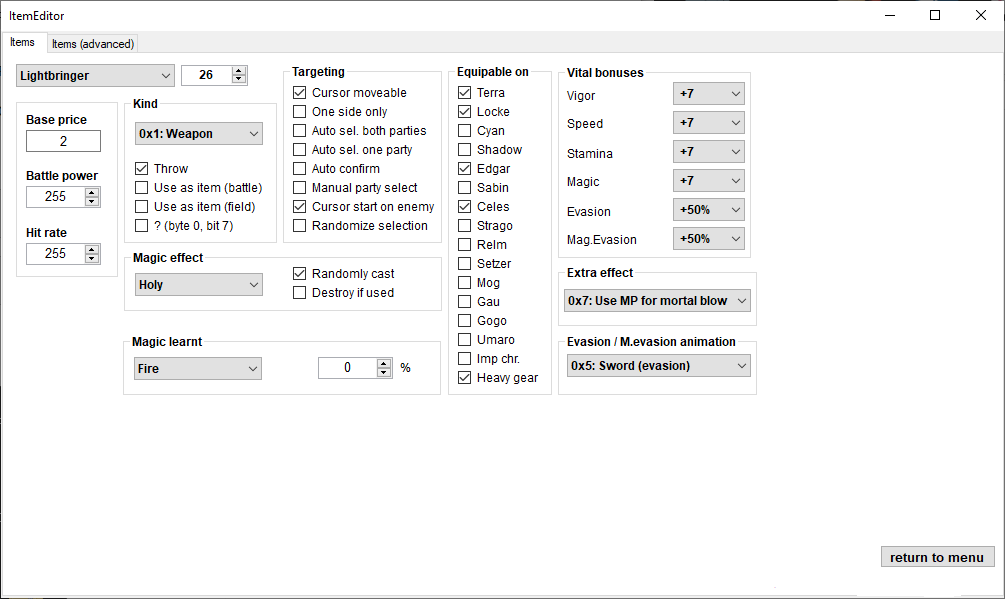 ItemEditor
Items
Items (advanced)
Lightbringer
26
Base price
2
Battle power
255
Hit rate
255
Kind
0x1: Weapon
Throw
Use as item (battle)
Use as item (field)
? (byte 0, bit 7)
Targeting
Cursor moveable
One side only
Auto sel. both parties
Auto sel. one party
Auto confirm
Manual party select
Cursor start on enemy
Randomize selection
Magic effect
Holy
Randomly cast
Destroy if used
Magic learnt
Fire
0
%
Equipable on
Terra
Locke
Cyan
Shadow
Edgar
Sabin
Celes
Strago
Relm
Setzer
Mog
Gau
Gogo
Umaro
Imp chr.
Heavy gear
Vital bonuses
Vigor
+7
Speed
+7
Stamina
+7
Magic
+7
Evasion
+50%
Mag.Evasion
+50%
Extra effect
0x7: Use MP for mortal blow
Evasion / M.evasion animation
0x5: Sword (evasion)
return to menu